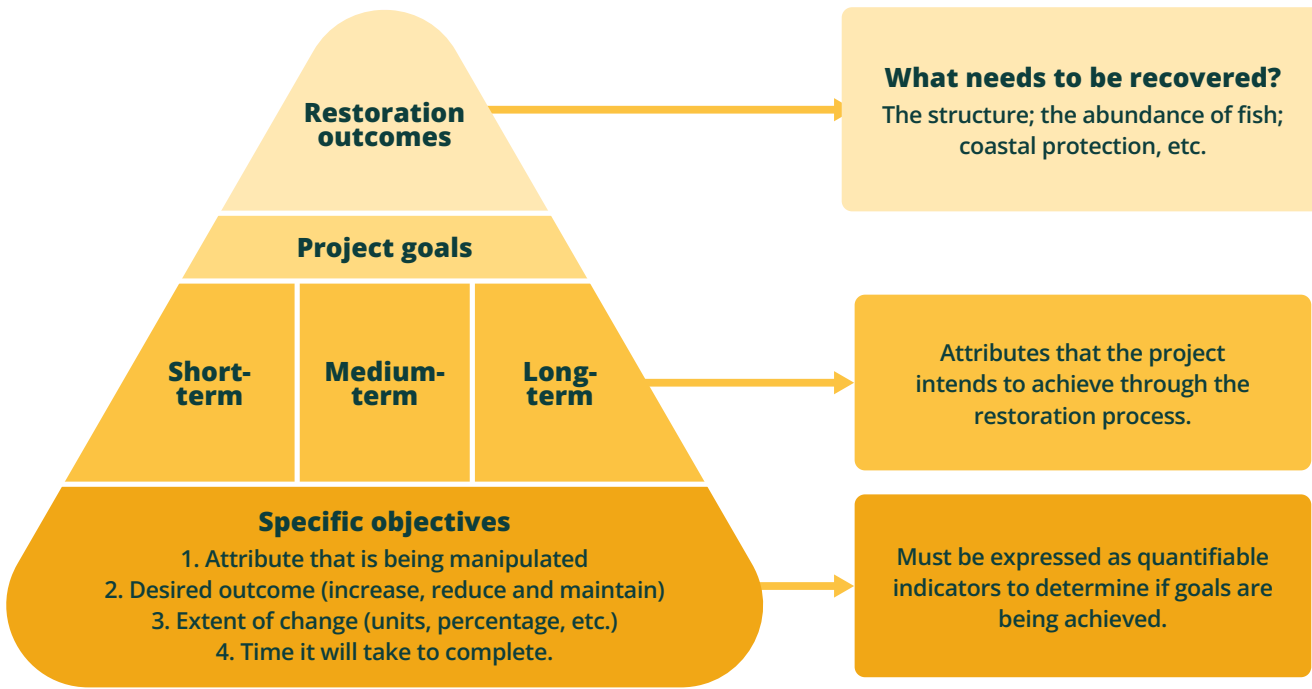 Restoration
outcomes
What needs to be recovered?
The structure; the abundance of fish;
coastal protection, etc.
Project goals
Short-
term
Medium-
term
Long-
term
Attributes that the project
intends to achieve through the
restoration process.
Specific objectives
1. Attribute that is being manipulated
2. Desired outcome (increase, reduce and maintain)
3. Extent of change (units, percentage, etc.)
4. Time it will take to complete.
Must be expressed as quantifiable
indicators to determine if goals are
being achieved.